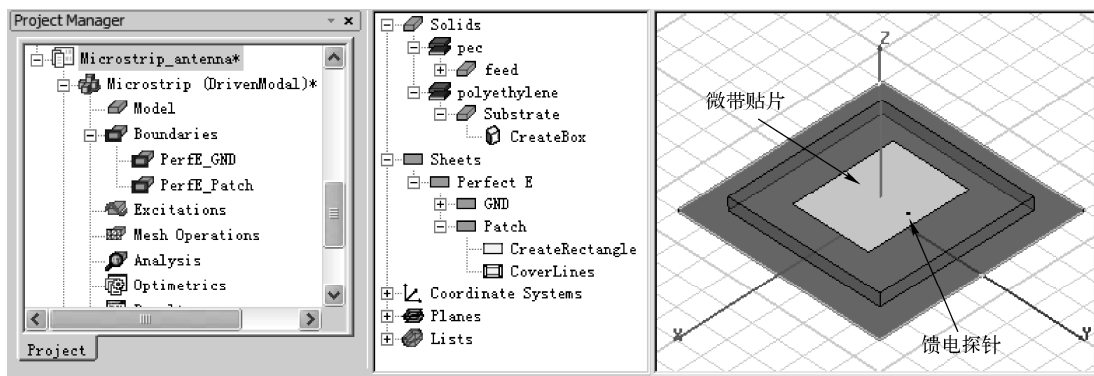 Project Manager
Microstrip_antenna*
Microstrip (DrivenModal)*
Model
Boundaries
PerfE_GND
PerfE_Patch
Excitations
Mesh Operations
Analysis
Optimetrics
Project
Solids
pec
feed
polyethylene
Substrate
CreateBox
Sheets
Perfect E
GND
Patch
CreateRectangle
CoverLines
Coordinate Systems
Planes
Lists
Z
微带贴片
X
Y
馈电探针